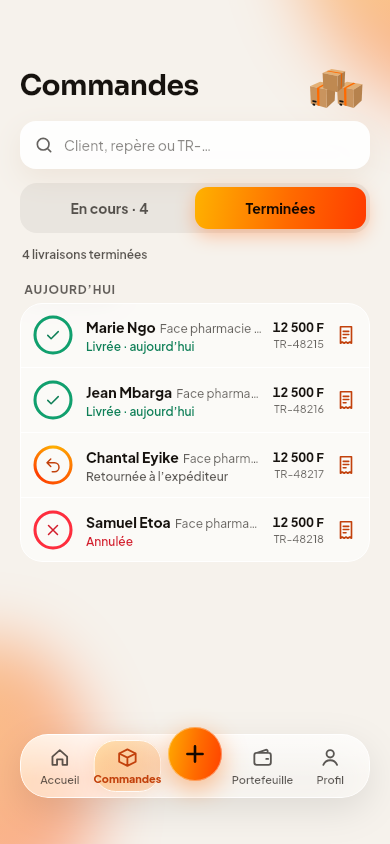 Commandes
Client, repère ou TR-…
En cours · 4
Terminées
4 livraisons terminées
AUJOURD’HUI
Marie Ngo Face pharmacie … 12 500 F
Livrée · aujourd’hui TR-48215
Jean Mbarga Face pharma… 12 500 F
Livrée · aujourd’hui TR-48216
Chantal Eyike Face pharm… 12 500 F
Retournée à l’expéditeur TR-48217
Samuel Etoa Face pharma… 12 500 F
Annulée TR-48218
Accueil
Commandes
Portefeuille
Profil